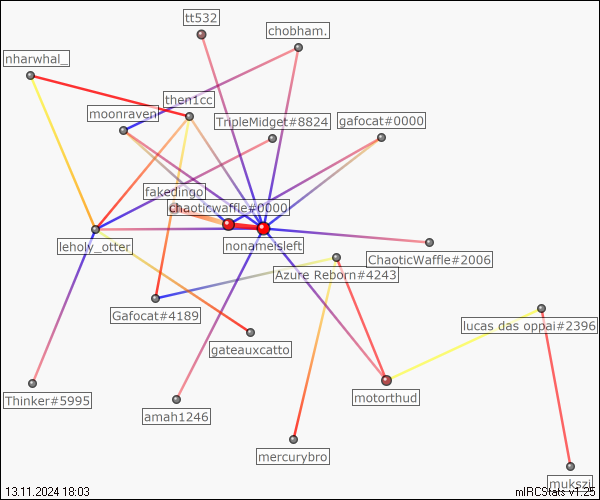 tt532
chobham.
nharwhal_
then1cc
moonraven
TripleMidget#8824
gafocat#0000
fakedingo
chaoticwaffle#0000
leholy_otter
nonameisleft
ChaoticWaffle#2006
Azure Reborn#4243
Gafocat#4189
lucas das oppai#2396
gateauxcatto
Thinker#5995
motorthud
amah1246
mercurybro
mukszi
13.11.2024 18:03
mIRCStats v1.25